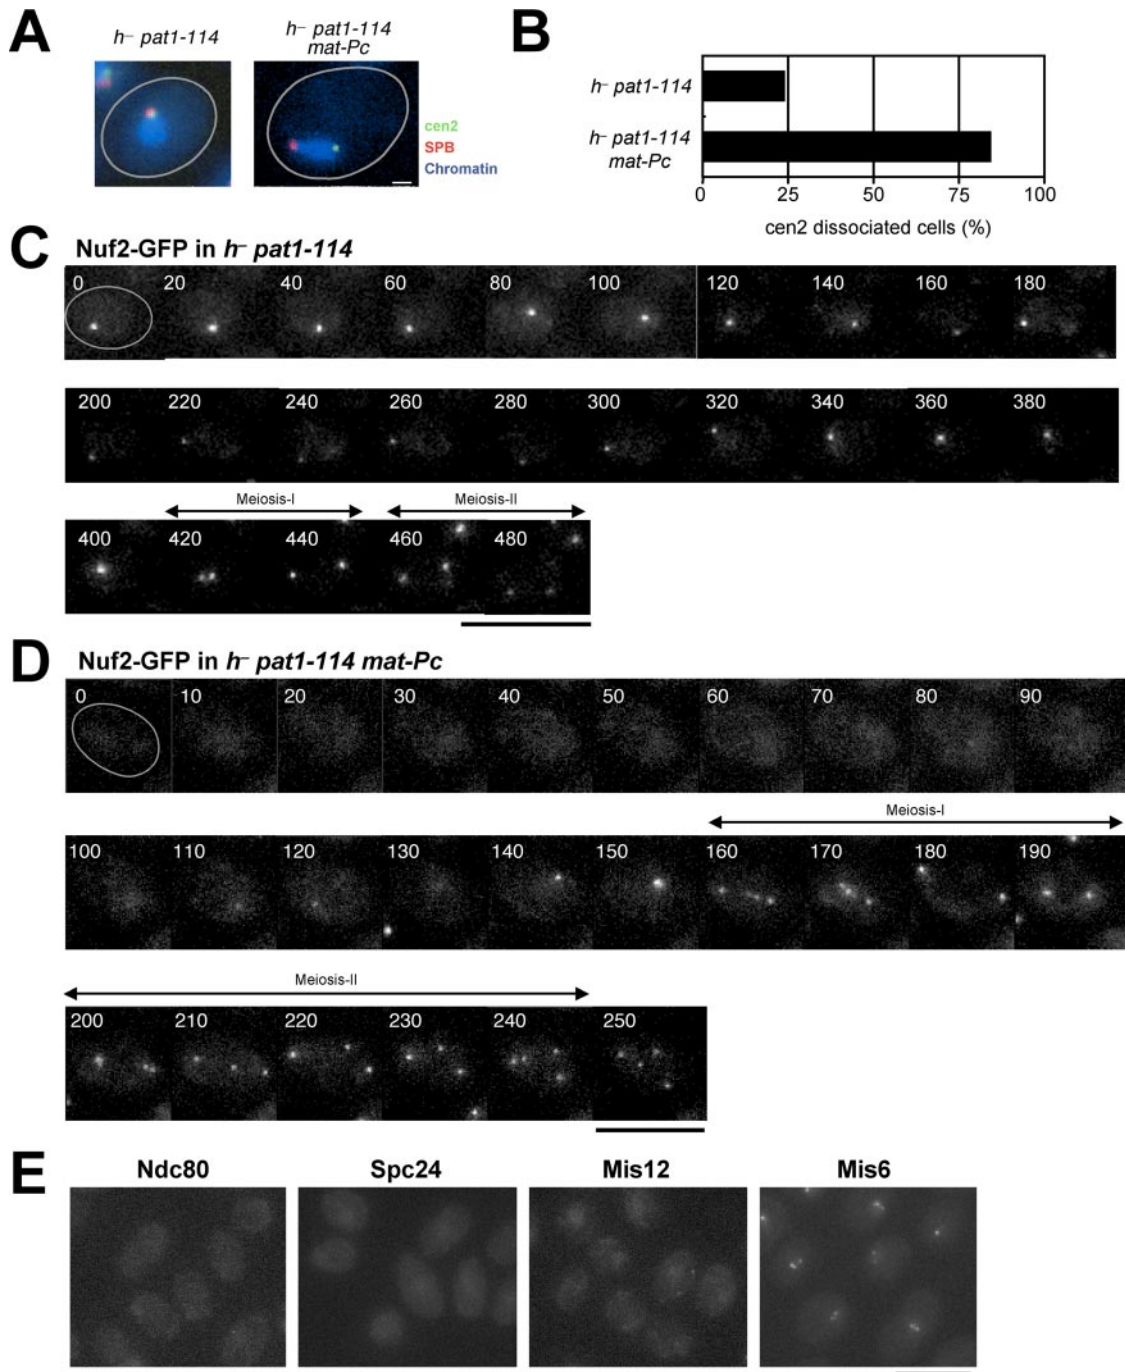 A
h⁻ pat1-114
h⁻ pat1-114
mat-Pc
cen2
SPB
Chromatin
B
h⁻ pat1-114
h⁻ pat1-114
mat-Pc
0 25 50 75 100
cen2 dissociated cells (%)
C
Nuf2-GFP in h⁻ pat1-114
0 20 40 60 80 100 120 140 160 180
200 220 240 260 280 300 320 340 360 380
Meiosis-I Meiosis-II
400 420 440 460 480
D
Nuf2-GFP in h⁻ pat1-114 mat-Pc
0 10 20 30 40 50 60 70 80 90
Meiosis-I
100 110 120 130 140 150 160 170 180 190
Meiosis-II
200 210 220 230 240 250
E
Ndc80 Spc24 Mis12 Mis6